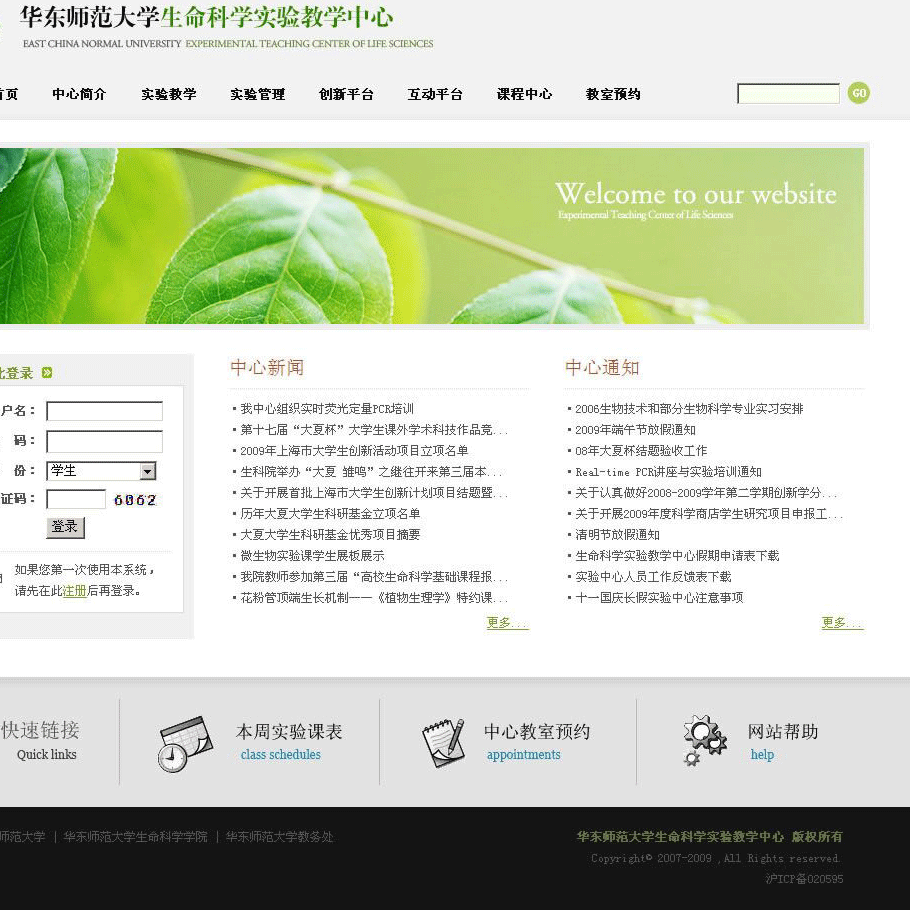 华东师范大学生命科学实验教学中心
EAST CHINA NORMAL UNIVERSITY EXPERIMENTAL TEACHING CENTER OF LIFE SCIENCES
首页 中心简介 实验教学 实验管理 创新平台 互动平台 课程中心 教室预约 GO
Welcome to our website
Experimental Teaching Center of Life Sciences
此登录
户名：
码：
份： 学生
证码： 6062
登录
如果您第一次使用本系统，
请先在此注册后再登录。
中心新闻
我中心组织实时荧光定量PCR培训
第十七届“大夏杯”大学生课外学术科技作品竞...
2009年上海市大学生创新活动项目立项名单
生科院举办“大夏 雏鸣”之继往开来第三届本...
关于开展首批上海市大学生创新计划项目结题暨...
历年大夏大学生科研基金立项名单
大夏大学生科研基金优秀项目摘要
微生物实验课学生展板展示
我院教师参加第三届“高校生命科学基础课程报...
花粉管顶端生长机制——《植物生理学》特约课...
更多...
中心通知
2006生物技术和部分生物科学专业实习安排
2009年端午节放假通知
08年大夏杯结题验收工作
Real-time PCR讲座与实验培训通知
关于认真做好2008-2009学年第二学期创新学分...
关于开展2009年度科学商店学生研究项目申报工...
清明节放假通知
生命科学实验教学中心假期申请表下载
实验中心人员工作反馈表下载
十一国庆长假实验中心注意事项
更多...
快速链接
Quick links
本周实验课表
class schedules
中心教室预约
appointments
网站帮助
help
师范大学 | 华东师范大学生命科学学院 | 华东师范大学教务处
华东师范大学生命科学实验教学中心 版权所有
Copyright© 2007-2009 ,All Rights reserved.
沪ICP备020595